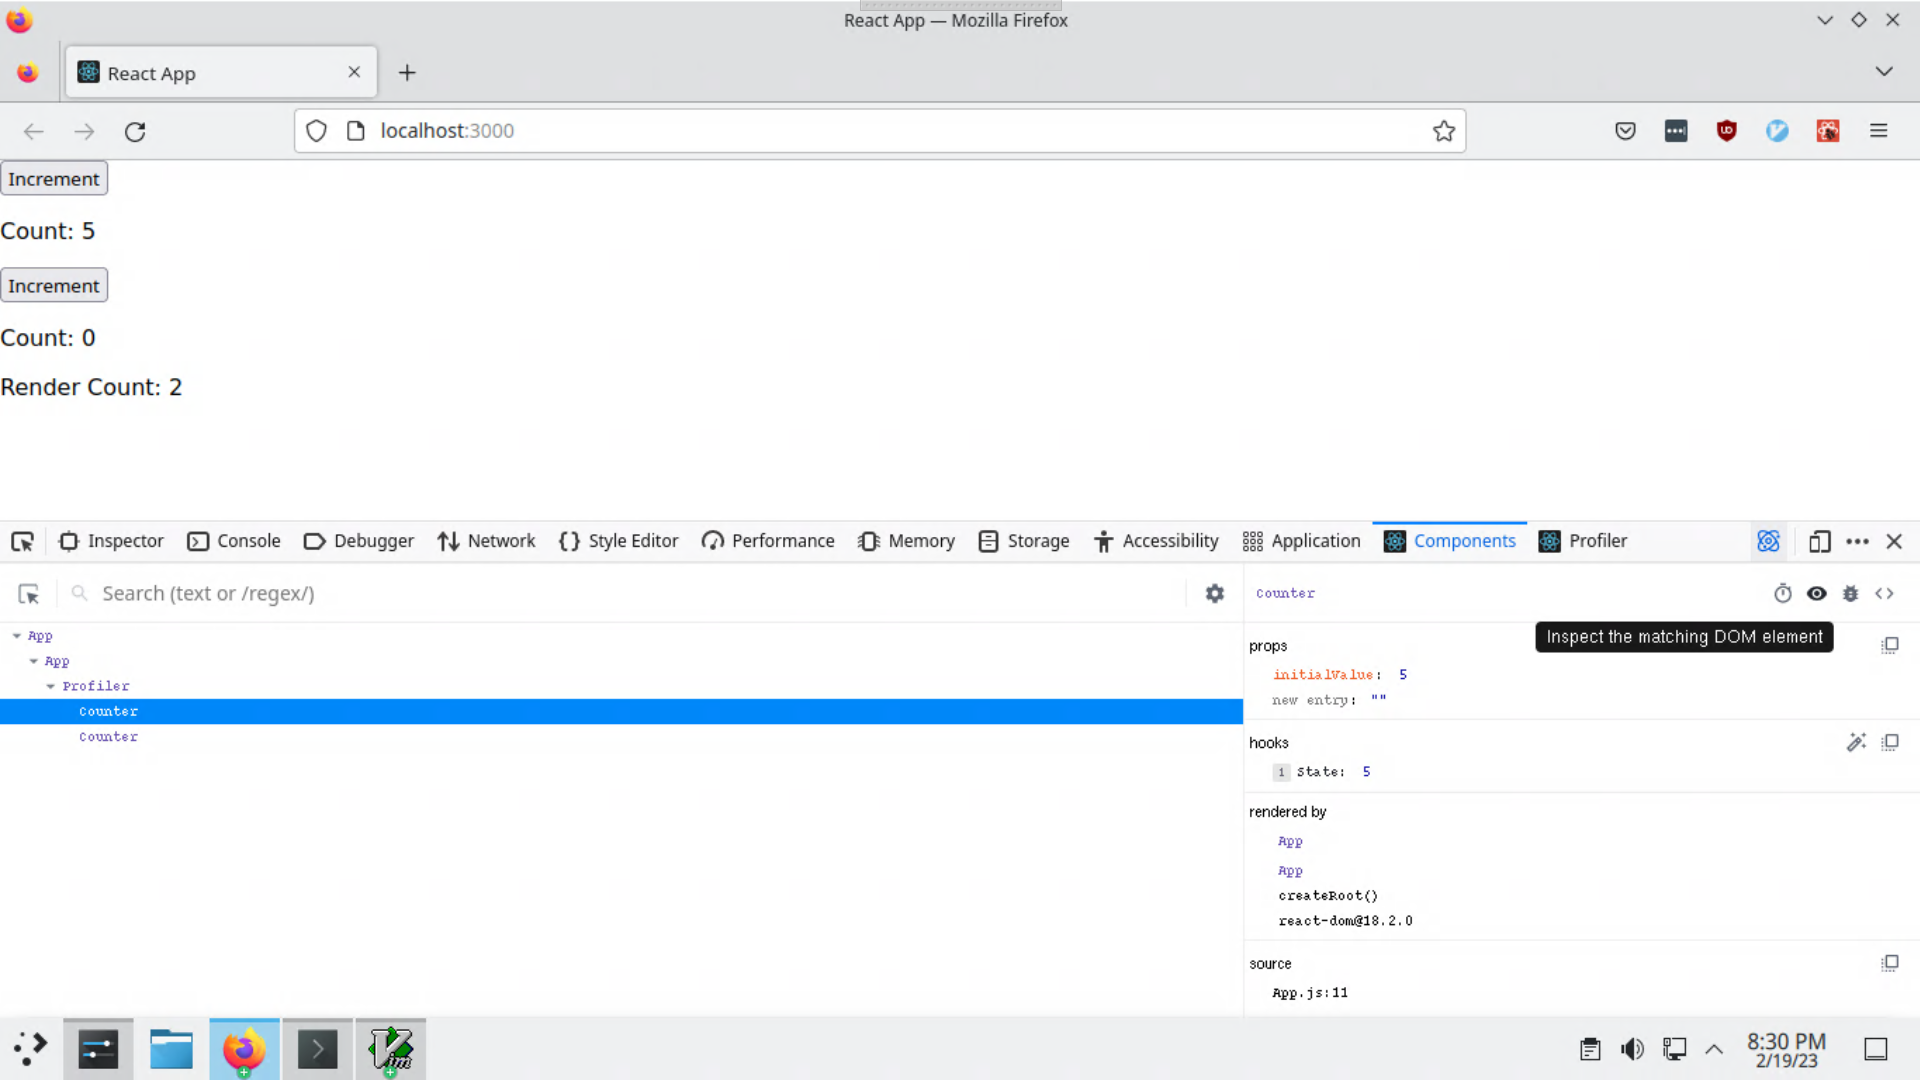 React App — Mozilla Firefox
React App
localhost:3000
Increment
Count: 5
Increment
Count: 0
Render Count: 2
Inspector Console Debugger Network Style Editor Performance Memory Storage Accessibility Application Components Profiler
Search (text or /regex/)
Counter
Inspect the matching DOM element
App
App
Profiler
Counter
Counter
props
initialValue: 5
new entry: ""
hooks
1 State: 5
rendered by
App
App
createRoot()
react-dom@18.2.0
source
App.js:11
8:30 PM
2/19/23